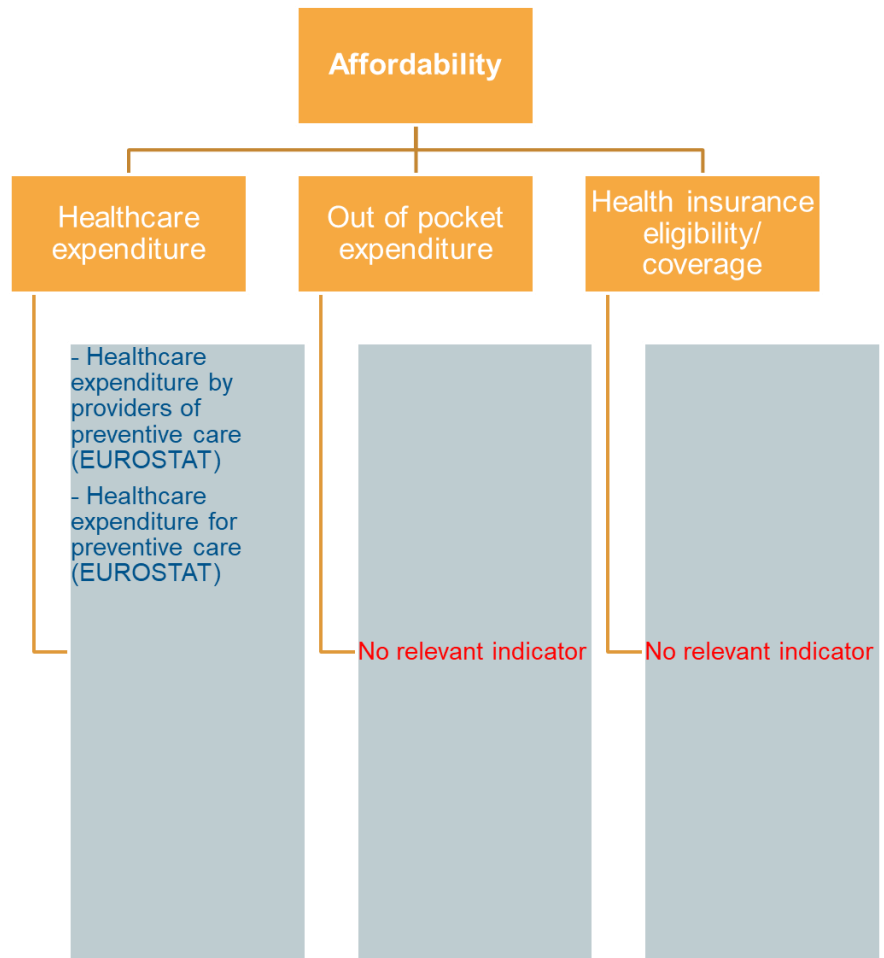 Affordability
Healthcare
expenditure
Out of pocket
expenditure
Health insurance
eligibility/
coverage
- Healthcare
expenditure by
providers of
preventive care
(EUROSTAT)
- Healthcare
expenditure for
preventive care
(EUROSTAT)
No relevant indicator
No relevant indicator